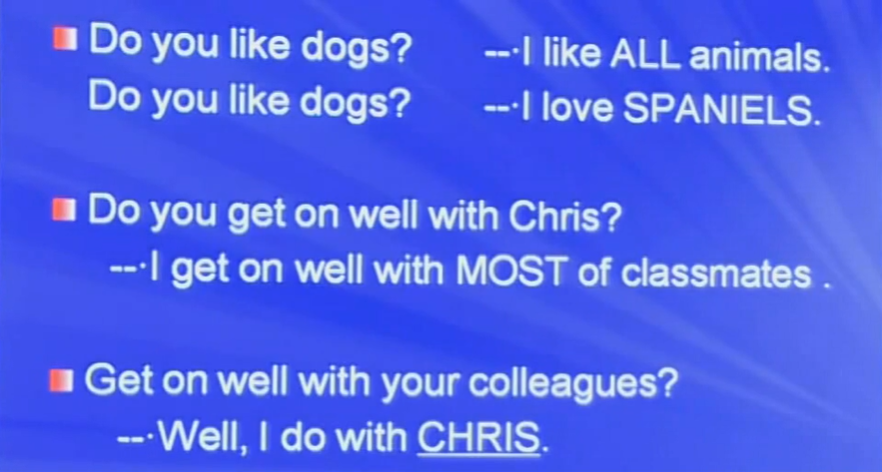 Do you like dogs? --·I like ALL animals.
Do you like dogs? --·I love SPANIELS.
Do you get on well with Chris?
--·I get on well with MOST of classmates .
Get on well with your colleagues?
--·Well, I do with CHRIS.